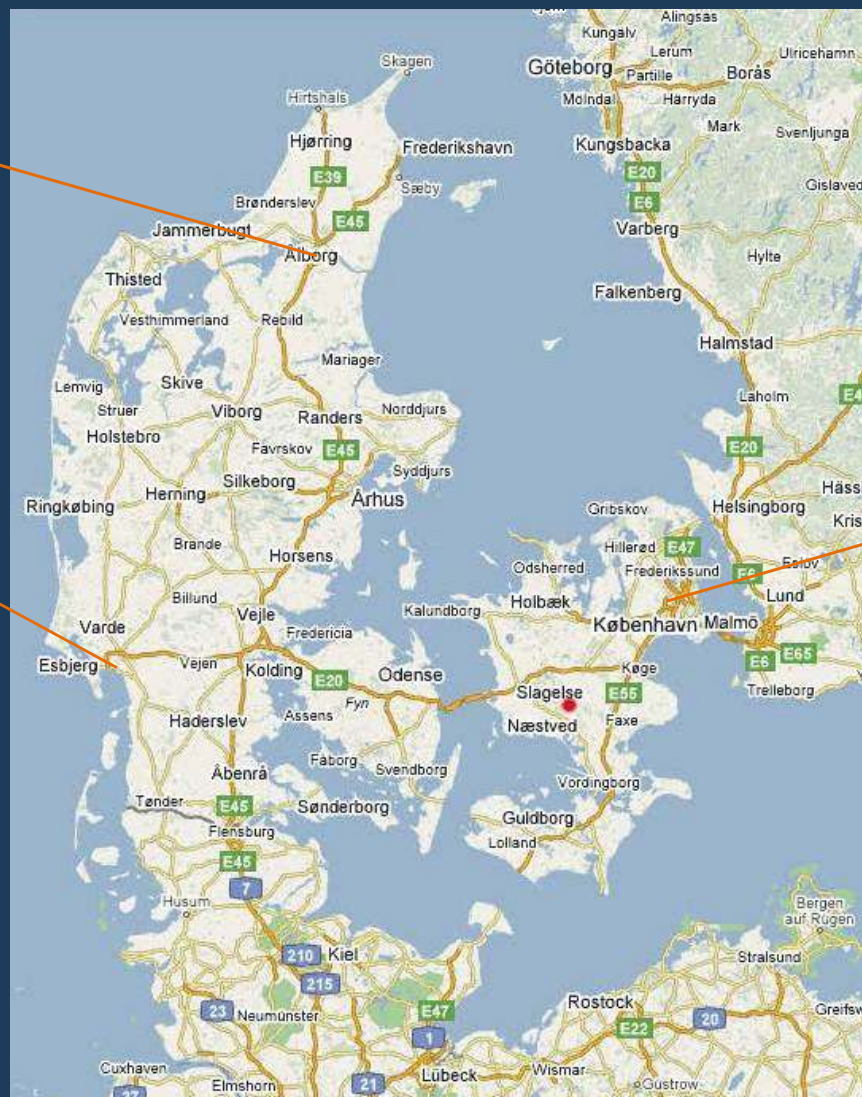 Alingsås
Kungälv
Lerum
Ulricehamn
Göteborg
Partille
Borås
Skagen
Mölndal
Härryda
Hirtshals
Mark
Svenljunga
Hjørring
Frederikshavn
Kungsbacka
E39
Sæby
E20
Gislaved
Brønderslev
E6
E45
Jammerbugt
Varberg
Ålborg
Hylte
Thisted
Falkenberg
Vesthimmerland
Rebild
Halmstad
Mariager
Lemvig
Skive
Laholm
Struer
Viborg
Randers
Norddjurs
Holstebro
Favrskov
E45
E20
Syddjurs
Silkeborg
Herning
Århus
Ringkøbing
Helsingborg
Gribskov
Brande
Hillerød
E47
Horsens
Odsherred
Frederikssund
E6
Eslöv
Billund
Vejle
Kalundborg
Holbæk
Lund
Varde
Fredericia
København
Malmö
Esbjerg
Vejen
Kolding
Odense
Køge
E6
E65
E20
Slagelse
E55
Trelleborg
Haderslev
Assens
Fyn
Næstved
Faxe
Fåborg
Svendborg
Åbenrå
Vordingborg
Tønder
E45
Sønderborg
Guldborg
Flensburg
Lolland
E45
7
Husum
Bergen
auf Rügen
210
Kiel
Stralsund
215
23
Neumünster
E47
Rostock
20
1
E22
Cuxhaven
Lübeck
Wismar
21
Elmshorn
Güstrow
27